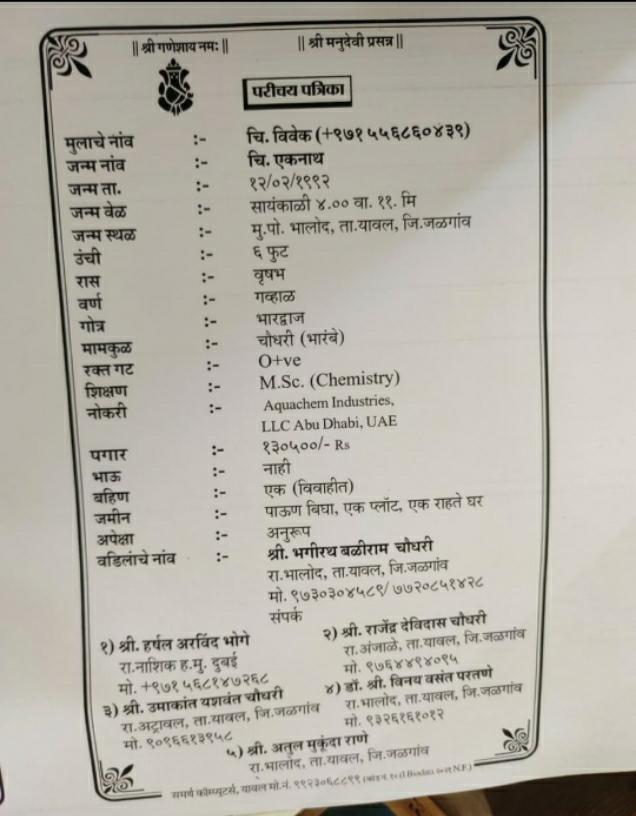 || श्री गणेशाय नमः || || श्री मनुदेवी प्रसन्न ||
परीचय पत्रिका
मुलाचे नांव :- चि. विवेक (+९७१ ५५६८६०४३९)
जन्म नांव :- चि. एकनाथ
जन्म ता. :- १२/०२/१९९२
जन्म वेळ :- सायंकाळी ४.०० वा. ११. मि
जन्म स्थळ :- मु.पो. भालोद, ता.यावल, जि.जळगांव
उंची :- ६ फुट
रास :- वृषभ
वर्ण :- गव्हाळ
गोत्र :- भारद्वाज
मामकुळ :- चौधरी (भारंबे)
रक्त गट :- O+ve
शिक्षण :- M.Sc. (Chemistry)
नोकरी :- Aquachem Industries,
LLC Abu Dhabi, UAE
पगार :- १३०५००/- Rs
भाऊ :- नाही
बहिण :- एक (विवाहीत)
जमीन :- पाऊण बिघा, एक प्लॉट, एक राहते घर
अपेक्षा :- अनुरूप
वडिलांचे नांव :- श्री. भगीरथ बळीराम चौधरी
रा.भालोद, ता.यावल, जि.जळगांव
मो. ९७३०३०४५८९/ ७७२०८५१४२८
संपर्क
१) श्री. हर्षल अरविंद भोगे
रा.नाशिक ह.मु. दुबई
मो. +९७१ ५६८१४७२६८
२) श्री. राजेंद्र देविदास चौधरी
रा.अंजाळे, ता.यावल, जि.जळगांव
मो. ९७६४४९४०९५
३) श्री. उमाकांत यशवंत चौधरी
रा.अट्रावल, ता.यावल, जि.जळगांव
मो. ९०९६६१३९५८
४) डॉ. श्री. विनय वसंत परतणे
रा.भालोद, ता.यावल, जि.जळगांव
मो. ९३२६१६१०१२
५) श्री. अतुल मुकूंदा राणे
रा.भालोद, ता.यावल, जि.जळगांव
समर्थ कॉम्प्युटर्स, यावल मो.नं. ९९२३०६८८९९